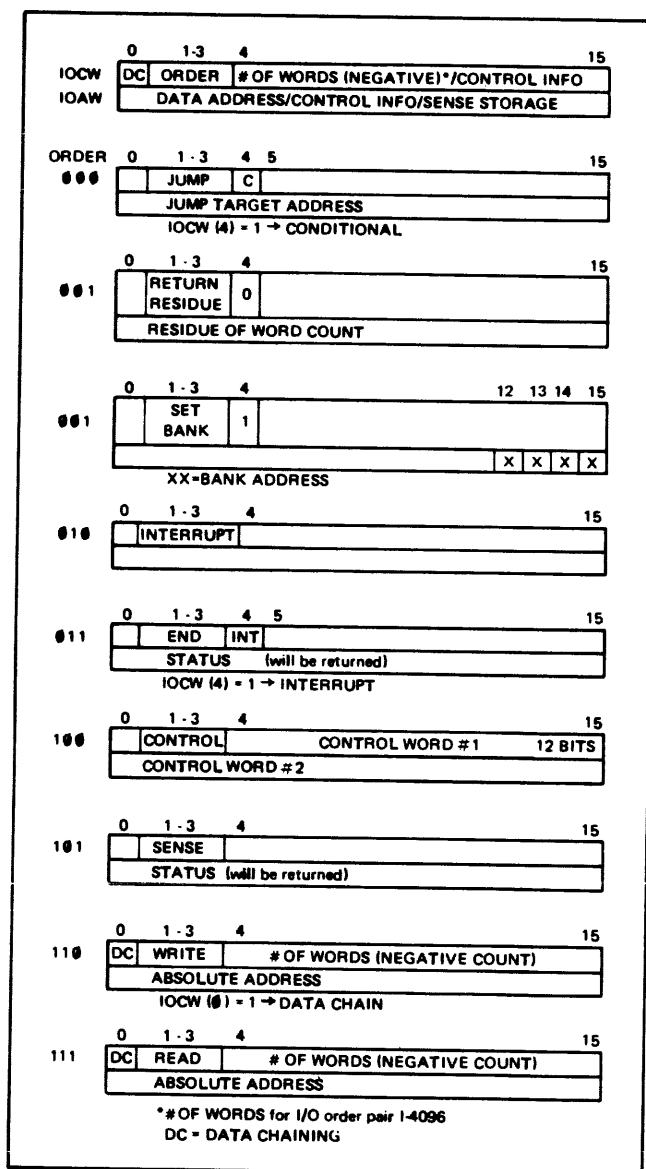 0 1-3 4 15
IOCW DC ORDER # OF WORDS (NEGATIVE)*/CONTROL INFO
IOAW DATA ADDRESS/CONTROL INFO/SENSE STORAGE
ORDER 0 1 - 3 4 5 15
000 JUMP C
JUMP TARGET ADDRESS
IOCW (4) = 1 → CONDITIONAL
0 1 - 3 4 15
001 RETURN
RESIDUE 0
RESIDUE OF WORD COUNT
0 1 - 3 4 12 13 14 15
001 SET
BANK 1
X X X X
XX=BANK ADDRESS
0 1 - 3 4 15
010 INTERRUPT
0 1 - 3 4 5 15
011 END INT
STATUS (will be returned)
IOCW (4) = 1 → INTERRUPT
0 1 - 3 4 15
100 CONTROL CONTROL WORD #1 12 BITS
CONTROL WORD #2
0 1 - 3 4 15
101 SENSE
STATUS (will be returned)
0 1 - 3 4 15
110 DC WRITE # OF WORDS (NEGATIVE COUNT)
ABSOLUTE ADDRESS
IOCW (0) = 1 → DATA CHAIN
0 1 - 3 4 15
111 DC READ # OF WORDS (NEGATIVE COUNT)
ABSOLUTE ADDRESS
*# OF WORDS for I/O order pair I-4096
DC = DATA CHAINING